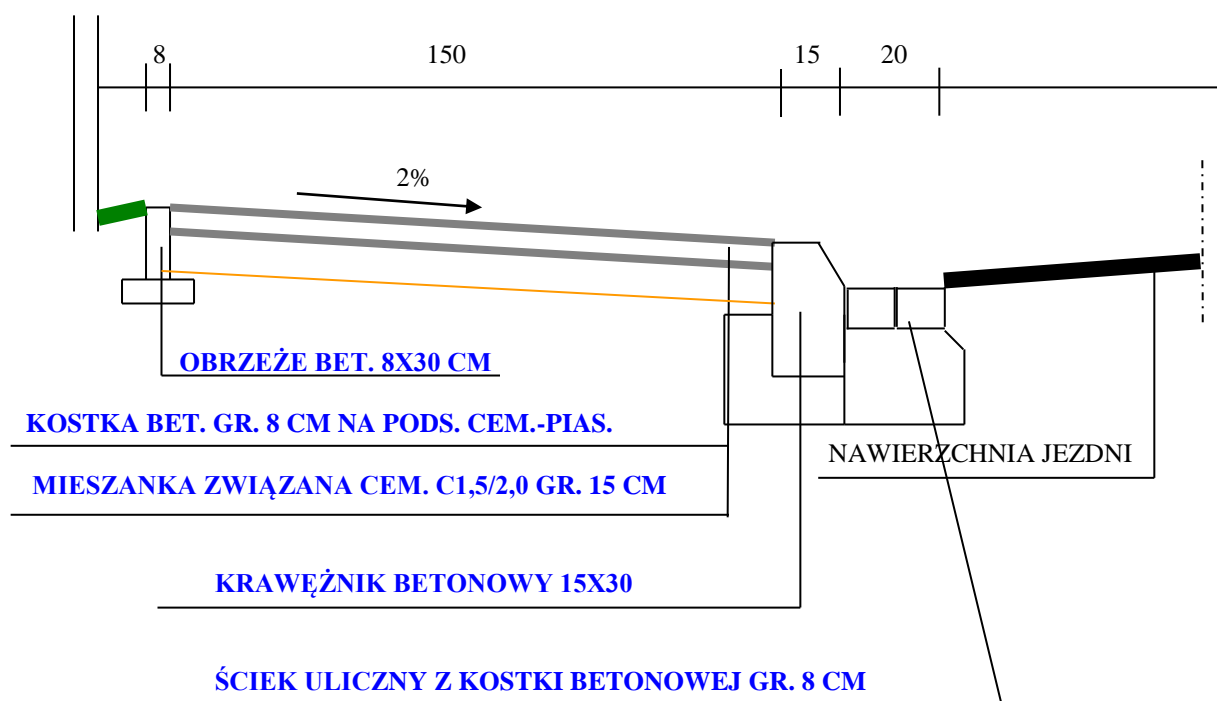 8 150 15 20
2%
OBRZEŻE BET. 8X30 CM
KOSTKA BET. GR. 8 CM NA PODS. CEM.-PIAS.
NAWIERZCHNIA JEZDNI
MIESZANKA ZWIĄZANA CEM. C1,5/2,0 GR. 15 CM
KRAWĘŻNIK BETONOWY 15X30
ŚCIEK ULICZNY Z KOSTKI BETONOWEJ GR. 8 CM